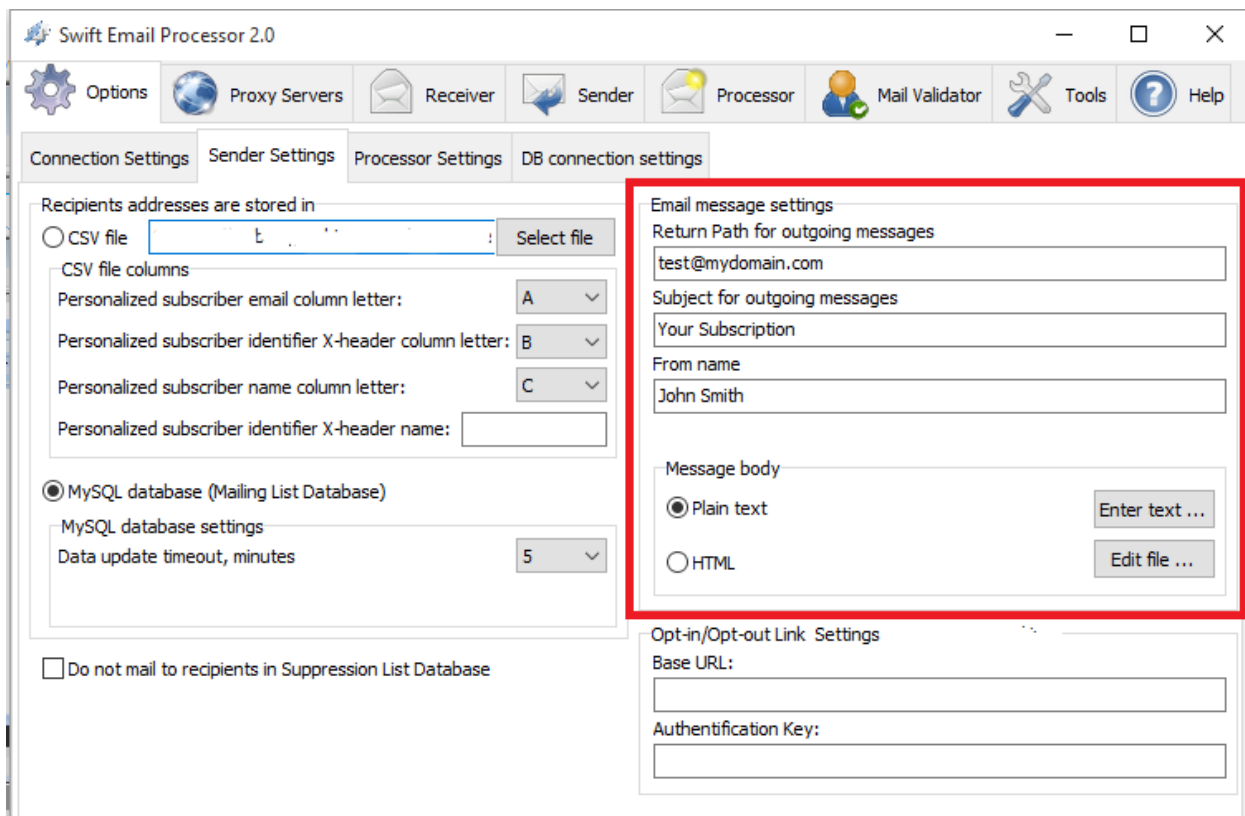 Swift Email Processor 2.0
Options Proxy Servers Receiver Sender Processor Mail Validator Tools Help
Connection Settings Sender Settings Processor Settings DB connection settings
Recipients addresses are stored in
CSV file Select file
CSV file columns
Personalized subscriber email column letter: A
Personalized subscriber identifier X-header column letter: B
Personalized subscriber name column letter: C
Personalized subscriber identifier X-header name:
MySQL database (Mailing List Database)
MySQL database settings
Data update timeout, minutes 5
Do not mail to recipients in Suppression List Database
Email message settings
Return Path for outgoing messages
test@mydomain.com
Subject for outgoing messages
Your Subscription
From name
John Smith
Message body
Plain text Enter text ...
HTML Edit file ...
Opt-in/Opt-out Link Settings
Base URL:
Authentification Key: